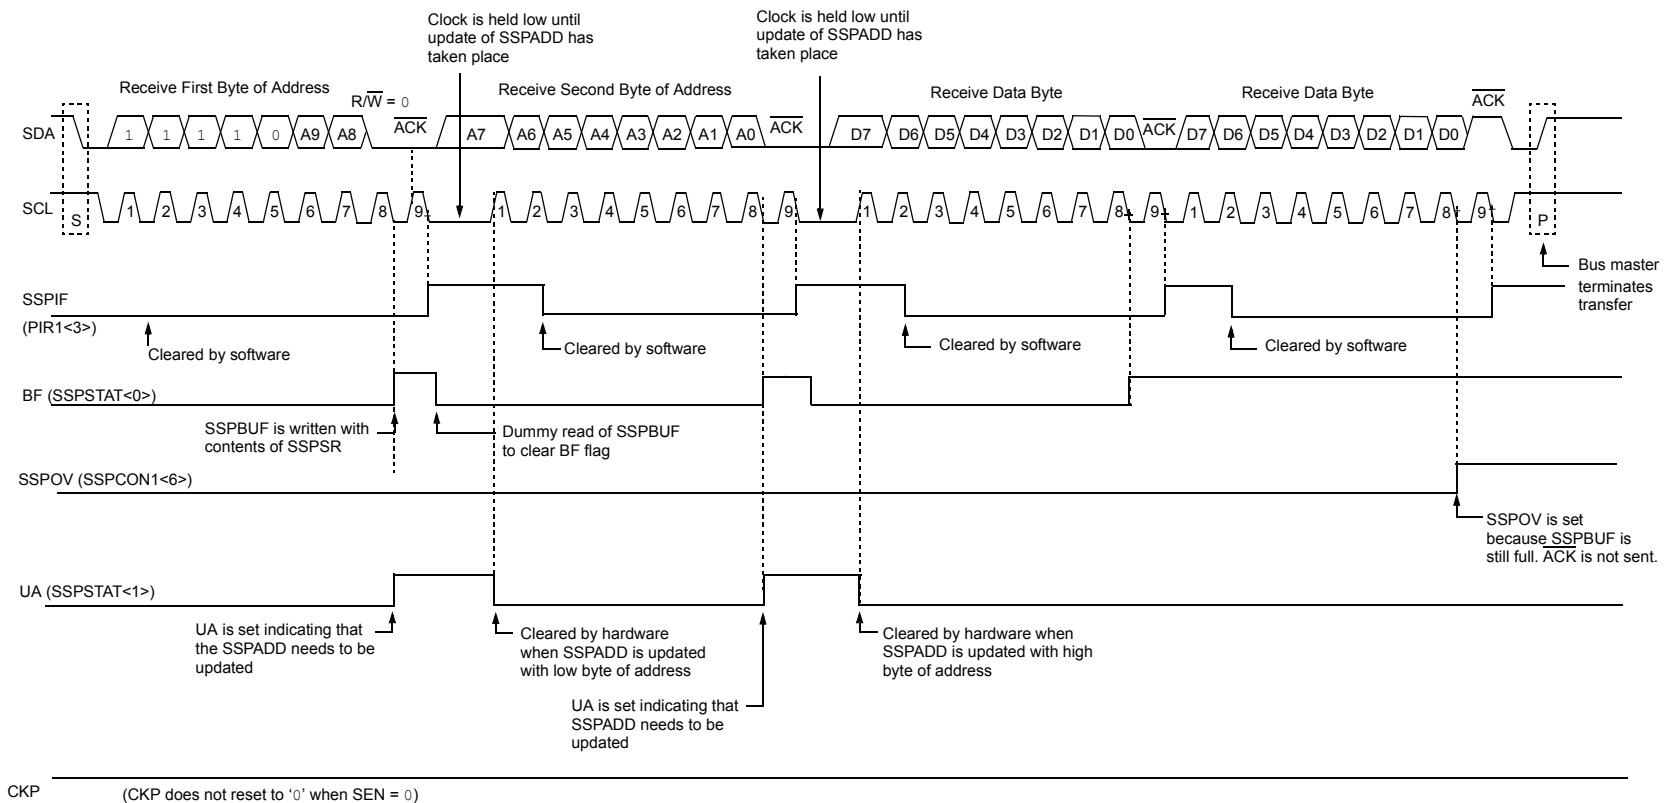 Clock is held low until
update of SSPADD has
taken place
Clock is held low until
update of SSPADD has
taken place
Receive First Byte of Address
R/W̅ = 0
Receive Second Byte of Address
Receive Data Byte
Receive Data Byte
A̅C̅K̅
SDA 1 1 1 1 0 A9 A8 A̅C̅K̅ A7 A6 A5 A4 A3 A2 A1 A0 A̅C̅K̅ D7 D6 D5 D4 D3 D2 D1 D0 A̅C̅K̅ D7 D6 D5 D4 D3 D2 D1 D0
SCL S 1 2 3 4 5 6 7 8 9 1 2 3 4 5 6 7 8 9 1 2 3 4 5 6 7 8 9 1 2 3 4 5 6 7 8 9 P
Bus master
terminates
transfer
SSPIF
(PIR1<3>)
Cleared by software
Cleared by software
Cleared by software
Cleared by software
BF (SSPSTAT<0>)
SSPBUF is written with
contents of SSPSR
Dummy read of SSPBUF
to clear BF flag
SSPOV (SSPCON1<6>)
SSPOV is set
because SSPBUF is
still full. A̅C̅K̅ is not sent.
UA (SSPSTAT<1>)
UA is set indicating that
the SSPADD needs to be
updated
Cleared by hardware
when SSPADD is updated
with low byte of address
Cleared by hardware when
SSPADD is updated with high
byte of address
UA is set indicating that
SSPADD needs to be
updated
CKP
(CKP does not reset to ‘0’ when SEN = 0)